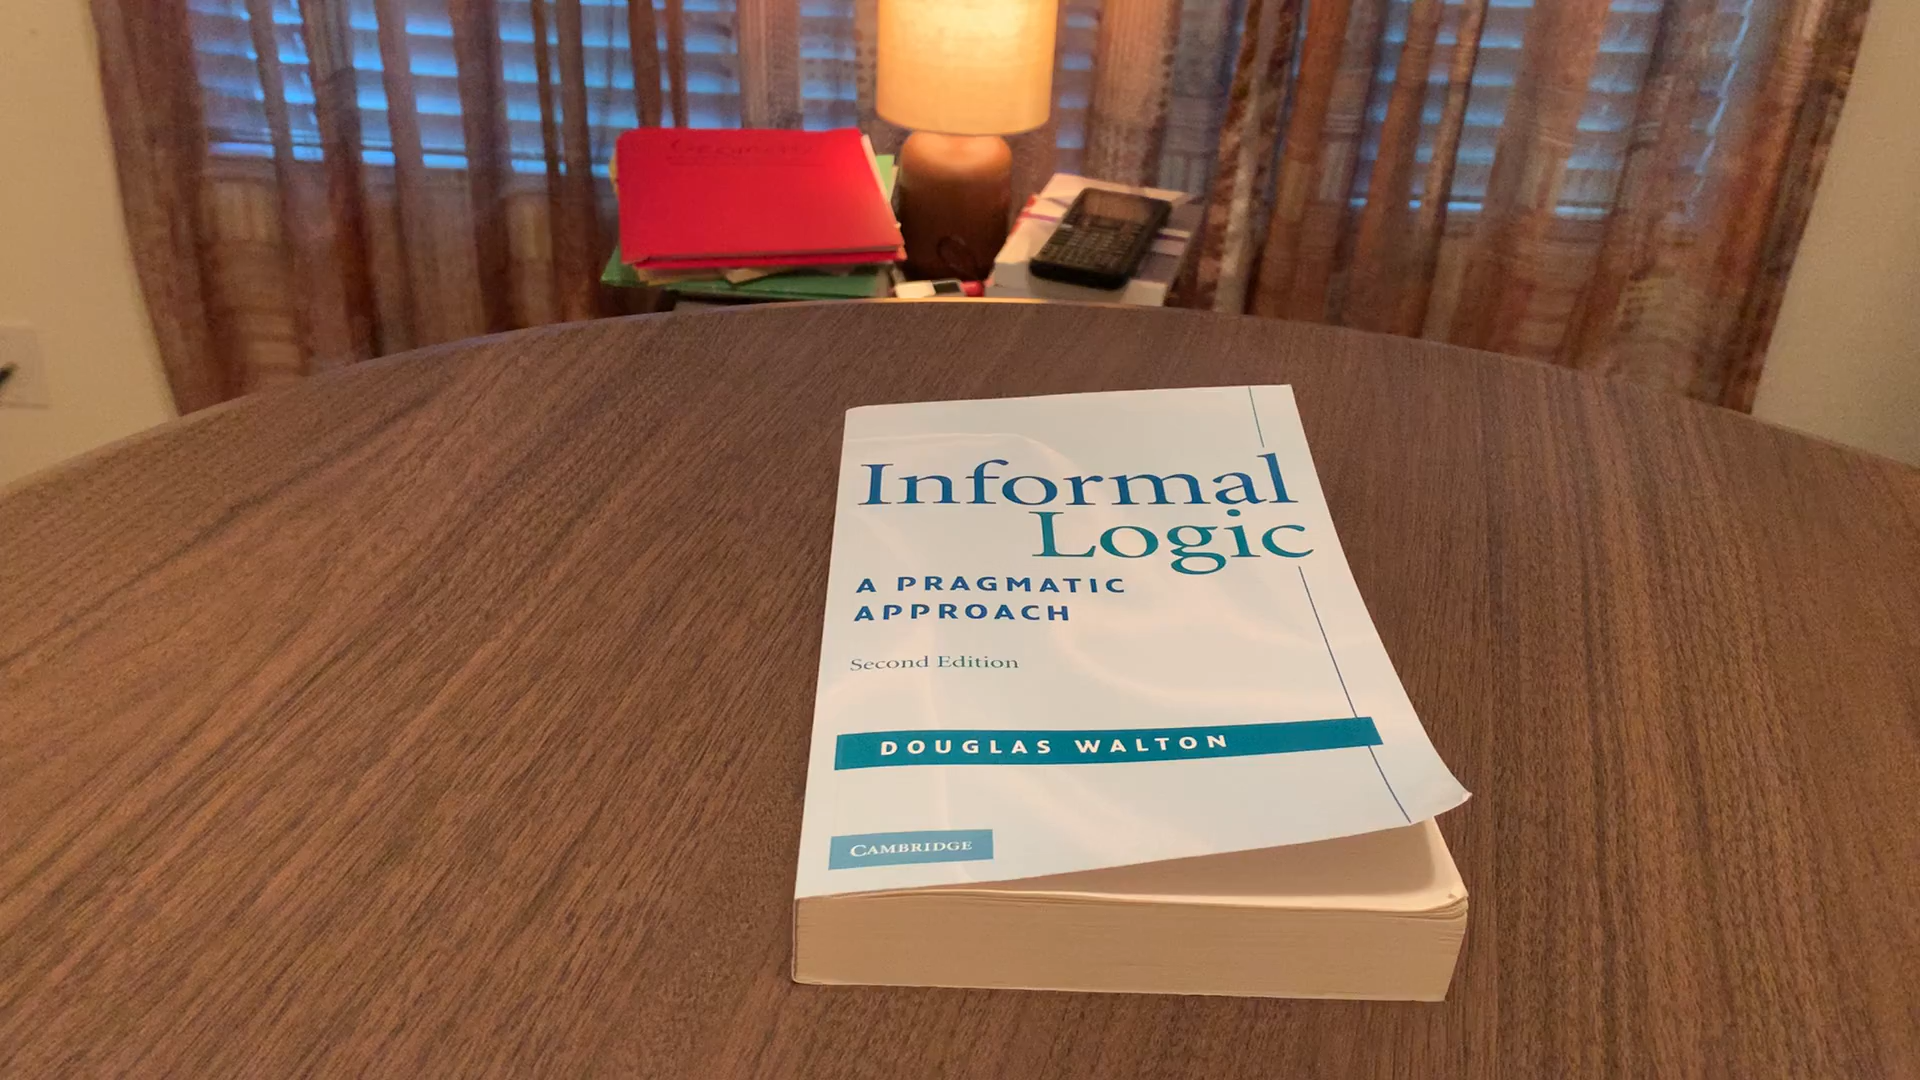 Informal
Logic
A PRAGMATIC
APPROACH
Second Edition
DOUGLAS WALTON
CAMBRIDGE